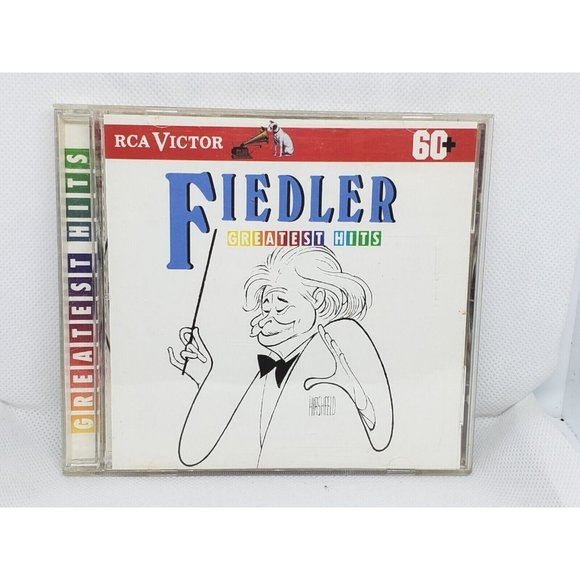 RCA VICTOR
60+
FIEDLER
GREATEST HITS
HIRSCHFELD
GREATEST HITS